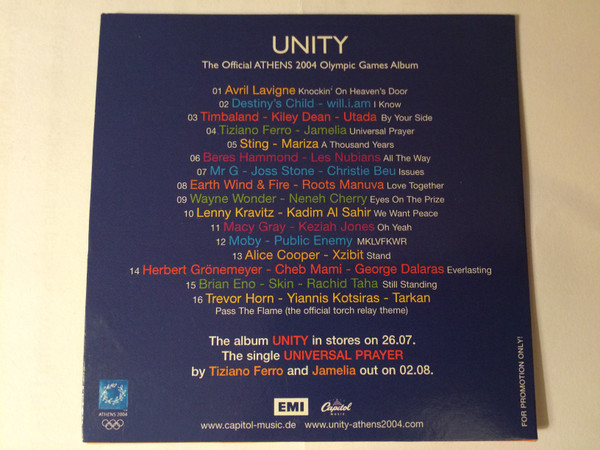 UNITY
The Official ATHENS 2004 Olympic Games Album
01 Avril Lavigne Knockin' On Heaven's Door
02 Destiny's Child - will.i.am I Know
03 Timbaland - Kiley Dean - Utada By Your Side
04 Tiziano Ferro - Jamelia Universal Prayer
05 Sting - Mariza A Thousand Years
06 Beres Hammond - Les Nubians All The Way
07 Mr G - Joss Stone - Christie Beu Issues
08 Earth Wind & Fire - Roots Manuva Love Together
09 Wayne Wonder - Neneh Cherry Eyes On The Prize
10 Lenny Kravitz - Kadim Al Sahir We Want Peace
11 Macy Gray - Keziah Jones Oh Yeah
12 Moby - Public Enemy MKLVFKWR
13 Alice Cooper - Xzibit Stand
14 Herbert Grönemeyer - Cheb Mami - George Dalaras Everlasting
15 Brian Eno - Skin - Rachid Taha Still Standing
16 Trevor Horn - Yiannis Kotsiras - Tarkan
Pass The Flame (the official torch relay theme)
The album UNITY in stores on 26.07.
The single UNIVERSAL PRAYER
by Tiziano Ferro and Jamelia out on 02.08.
ATHENS 2004
EMI
Capitol
MUSIC
www.capitol-music.de www.unity-athens2004.com
FOR PROMOTION ONLY!